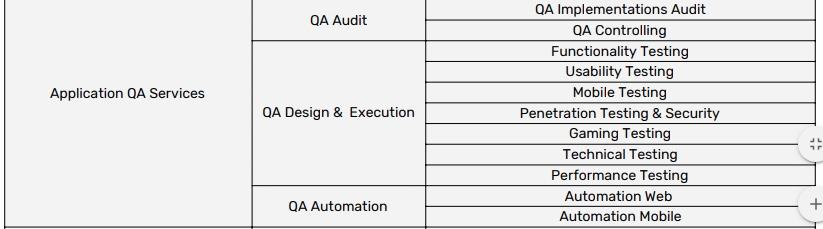 Application QA Services
QA Audit
QA Implementations Audit
QA Controlling
QA Design & Execution
Functionality Testing
Usability Testing
Mobile Testing
Penetration Testing & Security
Gaming Testing
Technical Testing
Performance Testing
QA Automation
Automation Web
Automation Mobile